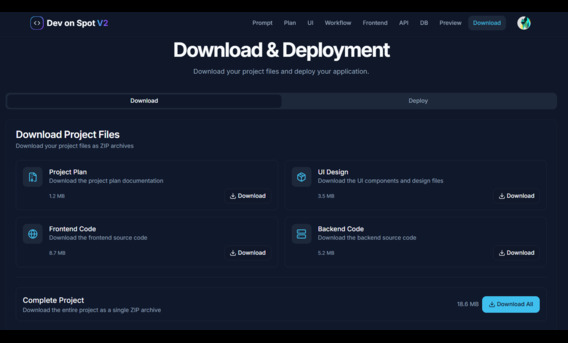 Dev on Spot V2
Prompt Plan UI Workflow Frontend API DB Preview Download
Download & Deployment
Download your project files and deploy your application.
Download Deploy
Download Project Files
Download your project files as ZIP archives
Project Plan
Download the project plan documentation
1.2 MB Download
UI Design
Download the UI components and design files
3.5 MB Download
Frontend Code
Download the frontend source code
8.7 MB Download
Backend Code
Download the backend source code
5.2 MB Download
Complete Project
Download the entire project as a single ZIP archive
18.6 MB Download All